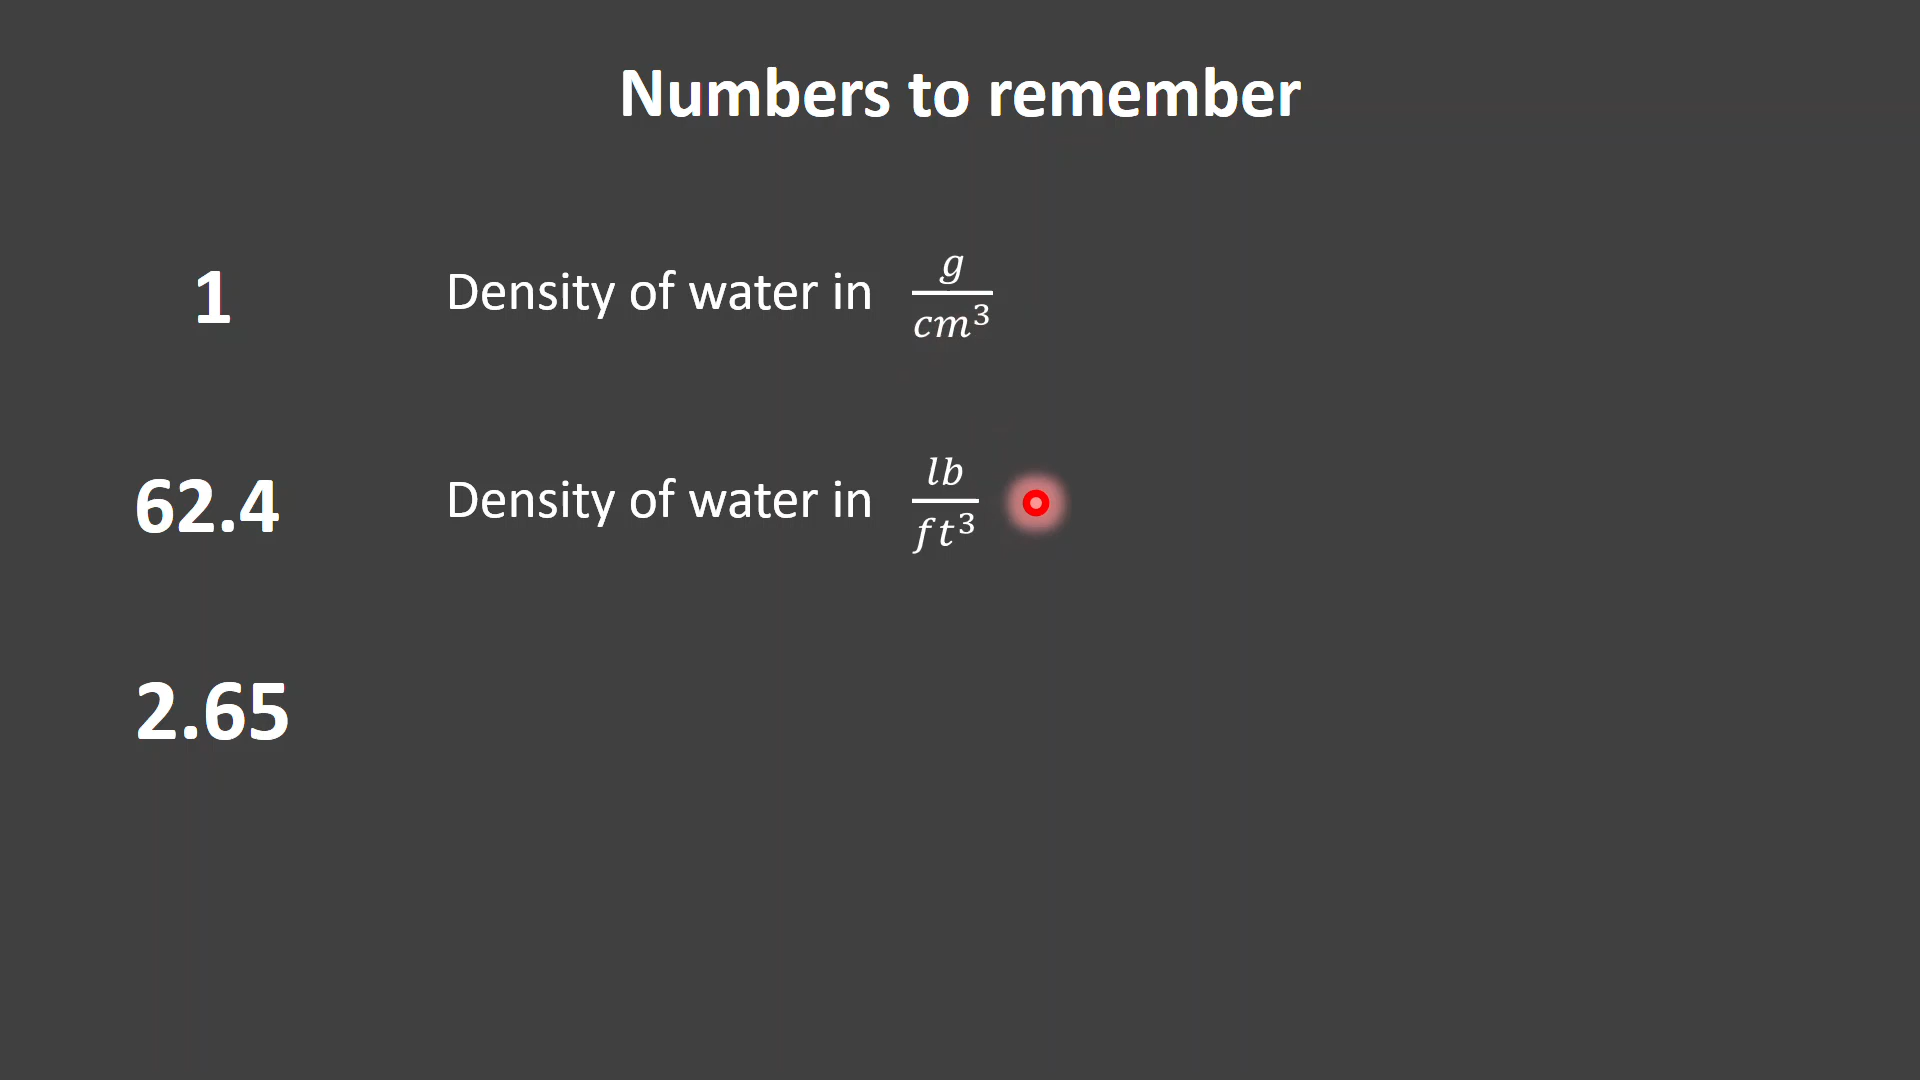 Numbers to remember
1 Density of water in g/cm³
62.4 Density of water in lb/ft³
2.65